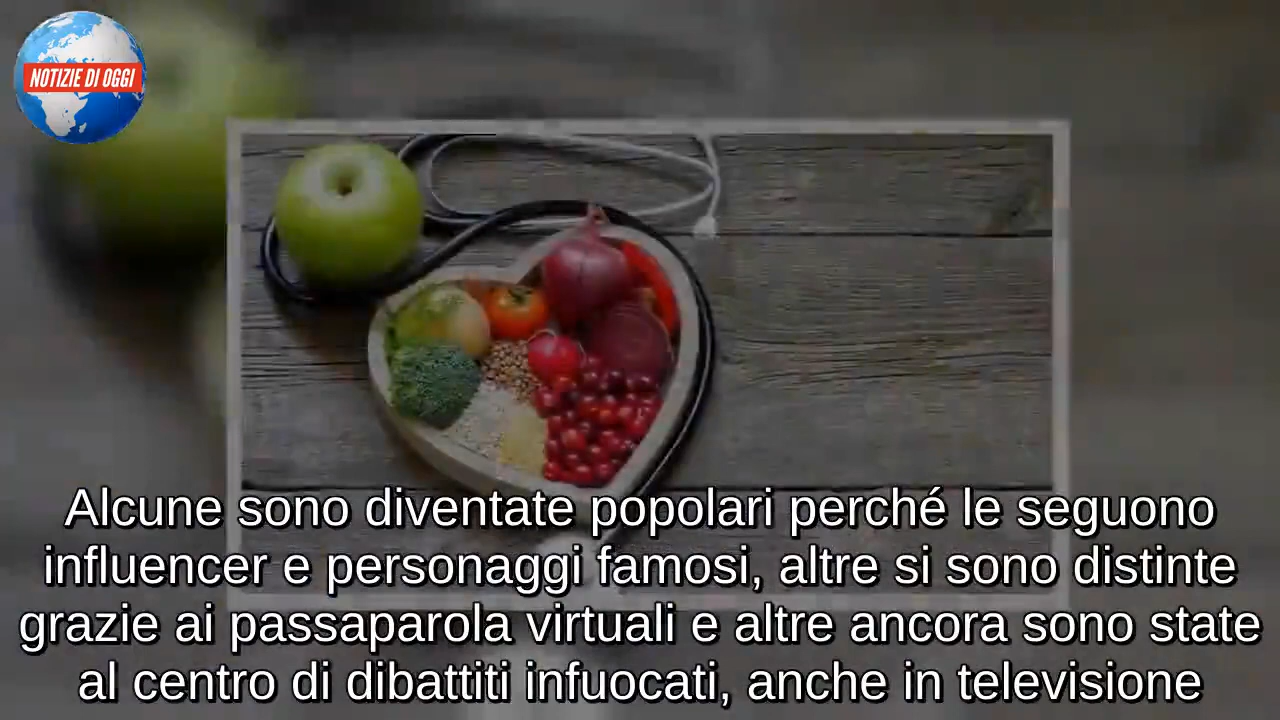 NOTIZIE DI OGGI
Alcune sono diventate popolari perché le seguono
influencer e personaggi famosi, altre si sono distinte
grazie ai passaparola virtuali e altre ancora sono state
al centro di dibattiti infuocati, anche in televisione